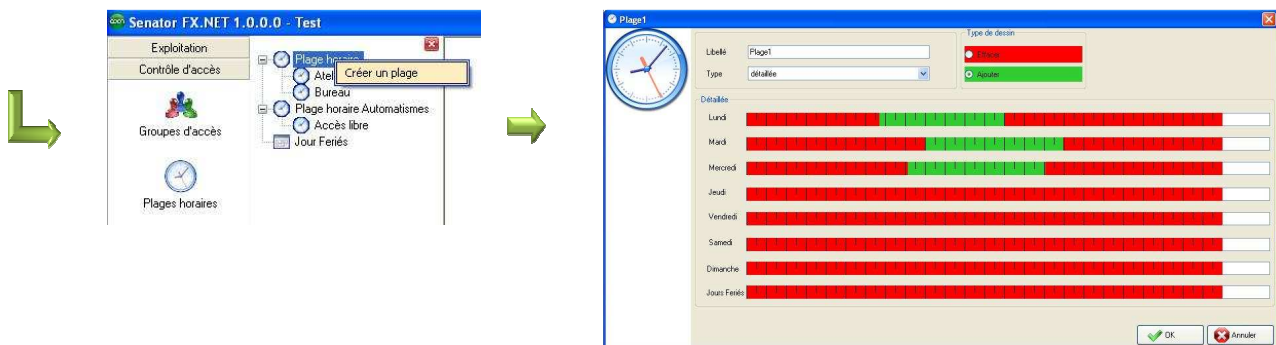 Senator FX.NET 1.0.0.0 - Test
Exploitation
Contrôle d'accès
Groupes d'accès
Plages horaires
Plage horaire
Atel
Créer un plage
Bureau
Plage horaire Automatismes
Accès libre
Jour Feriés
Plage1
Libellé
Plage1
Type
détaillée
Type de dessin
Effacer
Ajouter
Détaillée
Lundi
Mardi
Mercredi
Jeudi
Vendredi
Samedi
Dimanche
Jours Feriés
OK
Annuler